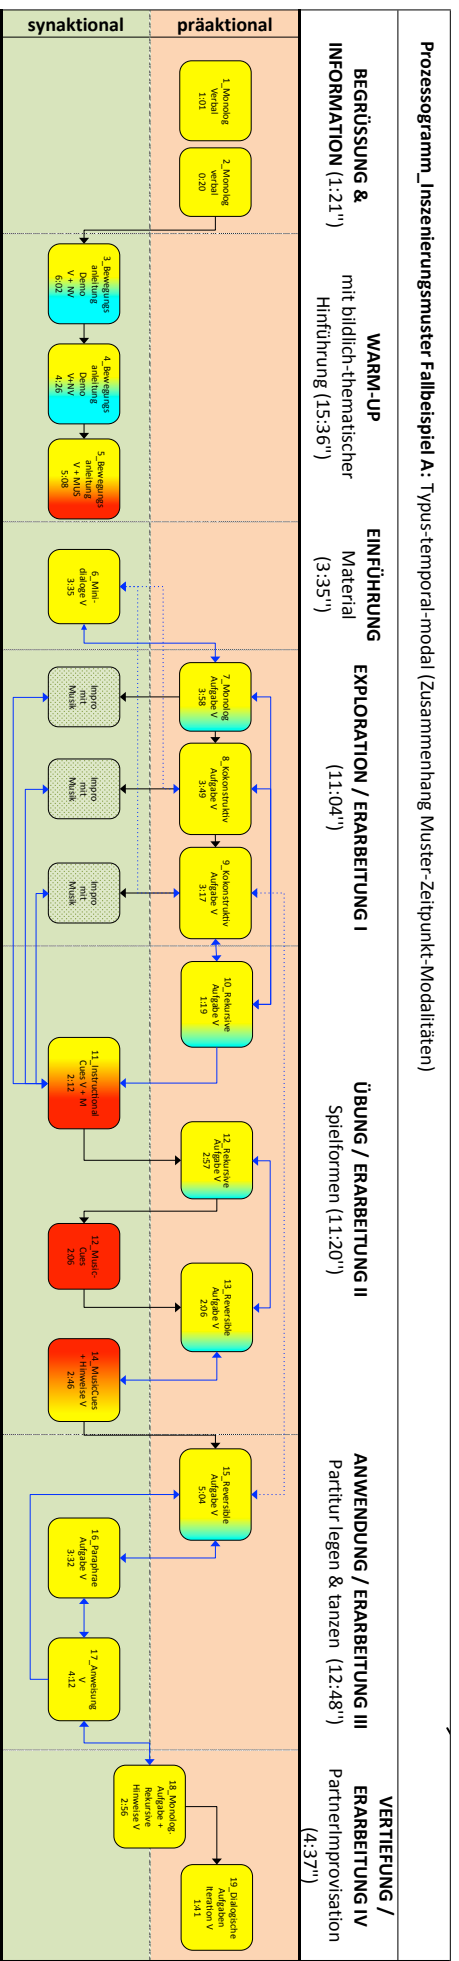 Prozessogramm_Inszenierungsmuster Fallbeispiel A: Typus-temporal-modal (Zusammenhang Muster-Zeitpunkt-Modalitäten)
BEGRÜSSUNG &
INFORMATION (1:21'')
WARM-UP
mit bildlich-thematischer
Hinführung (15:36'')
EINFÜHRUNG
Material
(3:35'')
EXPLORATION / ERARBEITUNG I
(11:04'')
ÜBUNG / ERARBEITUNG II
Spielformen (11:20'')
ANWENDUNG / ERARBEITUNG III
Partitur legen & tanzen (12:48'')
VERTIEFUNG /
ERARBEITUNG IV
PartnerImprovisation
(4:37'')
präaktional
1_Monolog
Verbal
1:01
2_Monolog
verbal
0:20
7_Monolog
Aufgabe V
3:58
8_Kokonstruktiv
Aufgabe V
3:49
9_Kokonstruktiv
Aufgabe V
3:17
10_Rekursive
Aufgabe V
1:19
12_Rekursive
Aufgabe V
2:57
13_Reversible
Aufgabe V
2:06
15_Reversible
Aufgabe V
5:04
18_Monolog-
Aufgabe +
Rekursive
Hinweise V
2:56
19_Dialogische
Aufgaben
Iteration V
1:41
synaktional
3_Bewegungs
anleitung
Demo
V + NV
6:02
4_Bewegungs
anleitung
Demo
V+NV
4:26
5_Bewegungs
anleitung
V + MUS
5:08
6_Mini-
dialoge V
3:35
Impro
mit
Musik
Impro
mit
Musik
Impro
mit
Musik
11_Instructional
Cues V + M
2:12
12_Music-
Cues
2:06
14_MusicCues
+ Hinweise V
2:46
16_Paraphrae
Aufgabe V
3:32
17_Anweisung
V
4:12